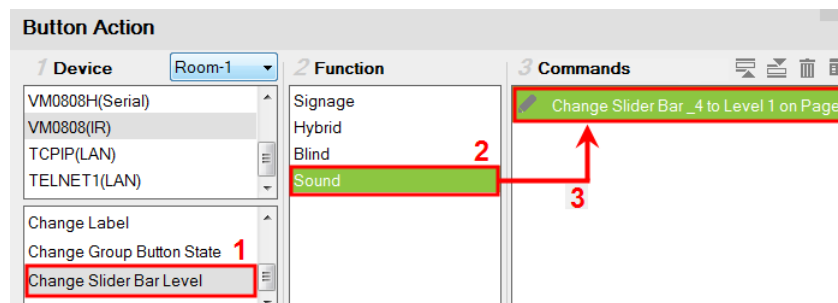 Button Action
1 Device
Room-1
2 Function
3 Commands
VM0808H(Serial)
VM0808(IR)
TCPIP(LAN)
TELNET1(LAN)
Signage
Hybrid
Blind
Sound
2
Change Slider Bar _4 to Level 1 on Page
3
Change Label
Change Group Button State
1
Change Slider Bar Level